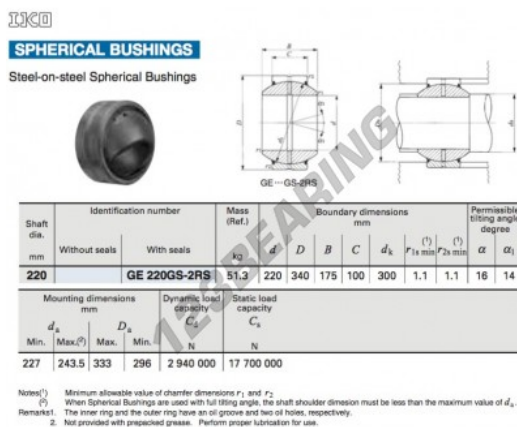 IKO
SPHERICAL BUSHINGS
Steel-on-steel Spherical Bushings
B
C
D
d
GE⋯GS-2RS
123BEARING
Shaft dia. mm | Identification number | Mass (Ref.) kg | Boundary dimensions mm | Permissible tilting angle degree
Without seals | With seals | d | D | B | C | dk | r1s min(1) | r2s min(1) | α | α1
220 | GE 220GS-2RS | 51.3 | 220 | 340 | 175 | 100 | 300 | 1.1 | 1.1 | 16 | 14
Mounting dimensions mm | Dynamic load capacity Cd N | Static load capacity Cs N
da | Da
Min. | Max.(2) | Max. | Min.
227 | 243.5 | 333 | 296 | 2 940 000 | 17 700 000
Notes(1) Minimum allowable value of chamfer dimensions r1 and r2
(2) When Spherical Bushings are used with full tilting angle, the shaft shoulder dimesion must be less than the maximum value of da.
Remarks1. The inner ring and the outer ring have an oil groove and two oil holes, respectively.
2. Not provided with prepacked grease. Perform proper lubrication for use.